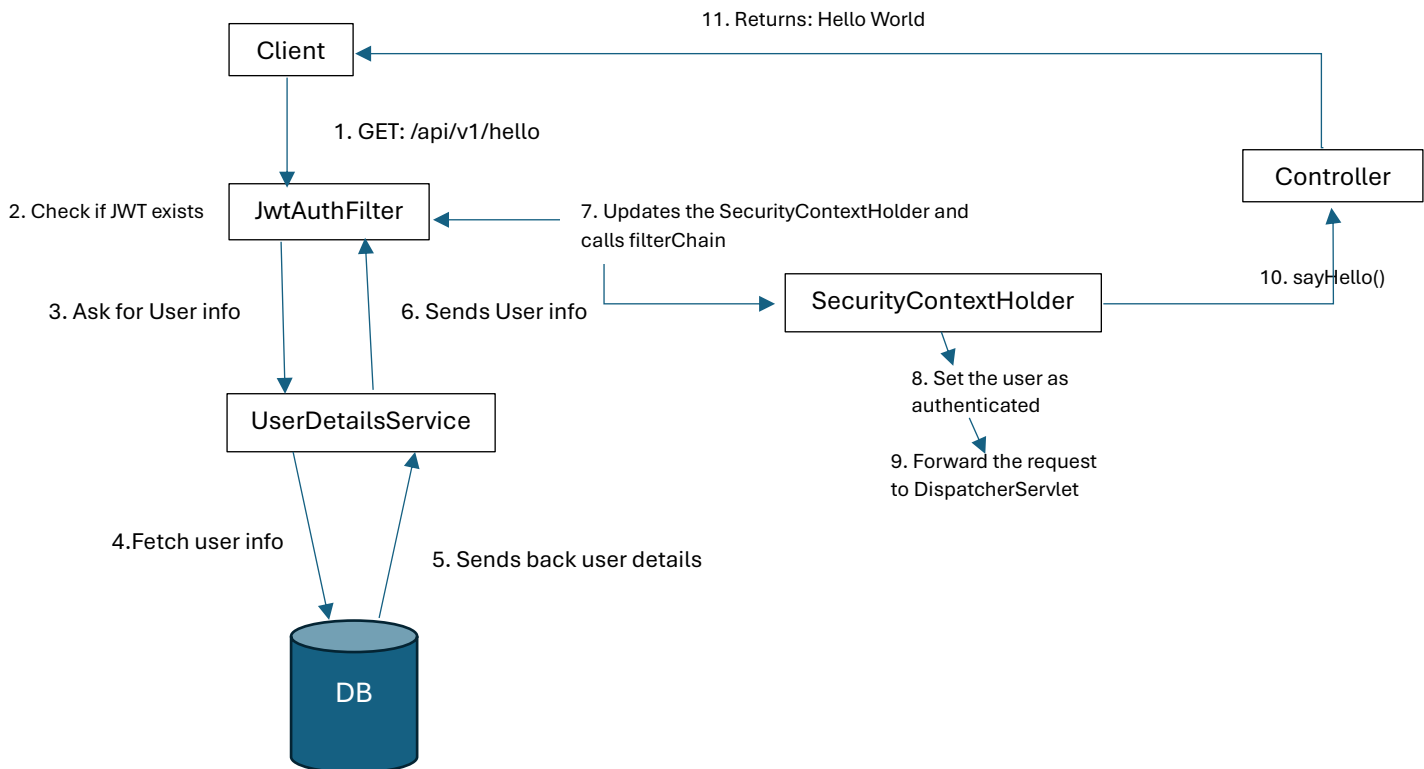 11. Returns: Hello World
Client
1. GET: /api/v1/hello
Controller
2. Check if JWT exists
JwtAuthFilter
7. Updates the SecurityContextHolder and
calls filterChain
10. sayHello()
3. Ask for User info
6. Sends User info
SecurityContextHolder
8. Set the user as
authenticated
UserDetailsService
9. Forward the request
to DispatcherServlet
4.Fetch user info
5. Sends back user details
DB